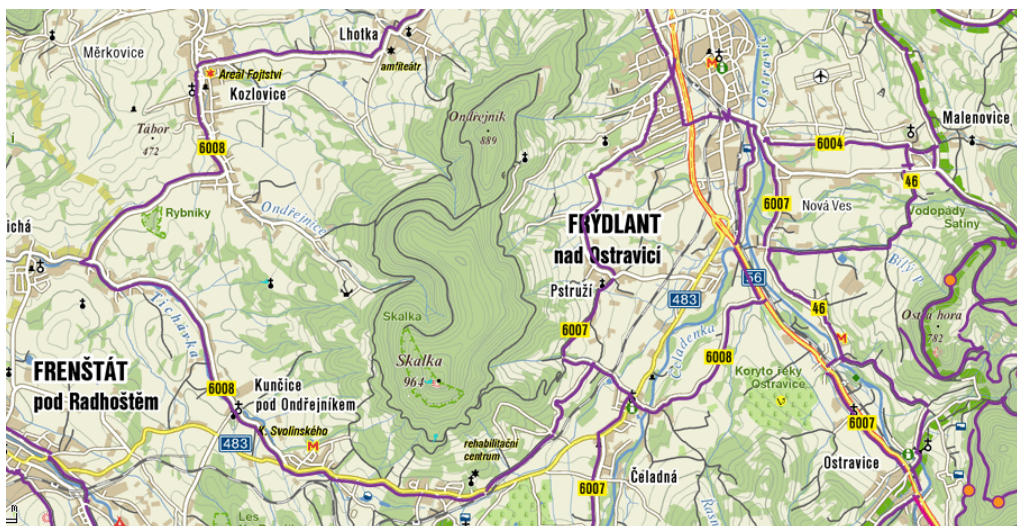 Lhotka
Měrkovice
amfiteátr
Areál Fojtství
Kozlovice
Ondřejník
889
Tábor
472
6008
Ostravice
Malenovice
6004
46
6007
Nová Ves
Rybníky
Ondřejnice
FRÝDLANT
nad Ostravicí
Vodopády
Satiny
Bílý p.
ichá
Tichávka
Pstruží
483
56
Skalka
Skalka
964
6007
Čeladenka
6008
46
Ostrá hora
782
FRENŠTÁT
pod Radhoštěm
6008
Kunčice
pod Ondřejníkem
Koryto řeky
Ostravice
483
K. Svolinského
rehabilitační
centrum
6007
Čeladná
6007
Ostravice
Les